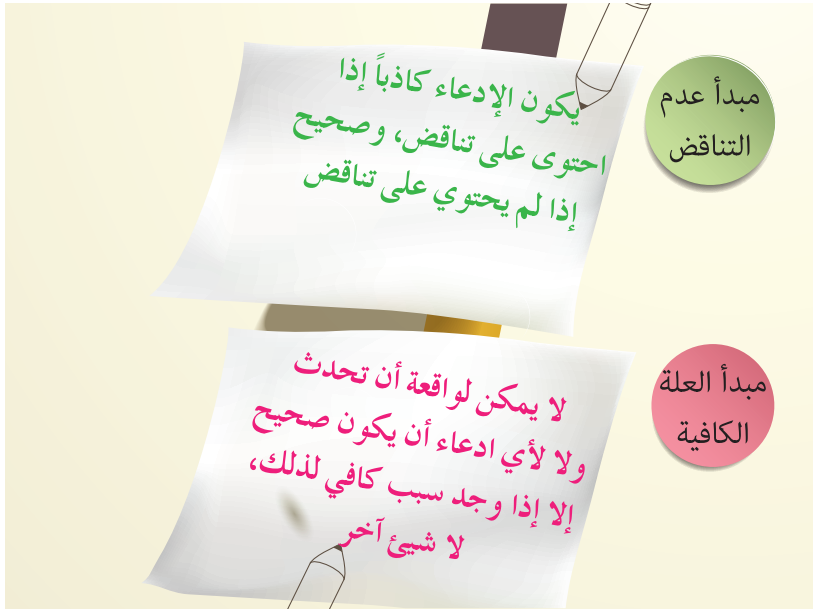 مبدأ عدم
التناقض
يكون الإدعاء كاذباً إذا
احتوى على تناقض، وصحيح
إذا لم يحتوي على تناقض
مبدأ العلة
الكافية
لا يمكن لواقعة أن تحدث
ولا لأي ادعاء أن يكون صحيح
إلا إذا وجد سبب كافي لذلك،
لا شيئ آخر